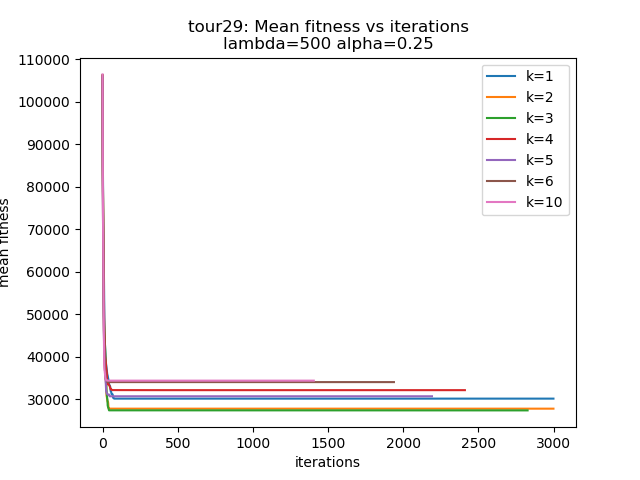 tour29: Mean fitness vs iterations
lambda=500 alpha=0.25
110000
100000
90000
80000
70000
60000
50000
40000
30000
mean fitness
0
500
1000
1500
2000
2500
3000
iterations
k=1
k=2
k=3
k=4
k=5
k=6
k=10